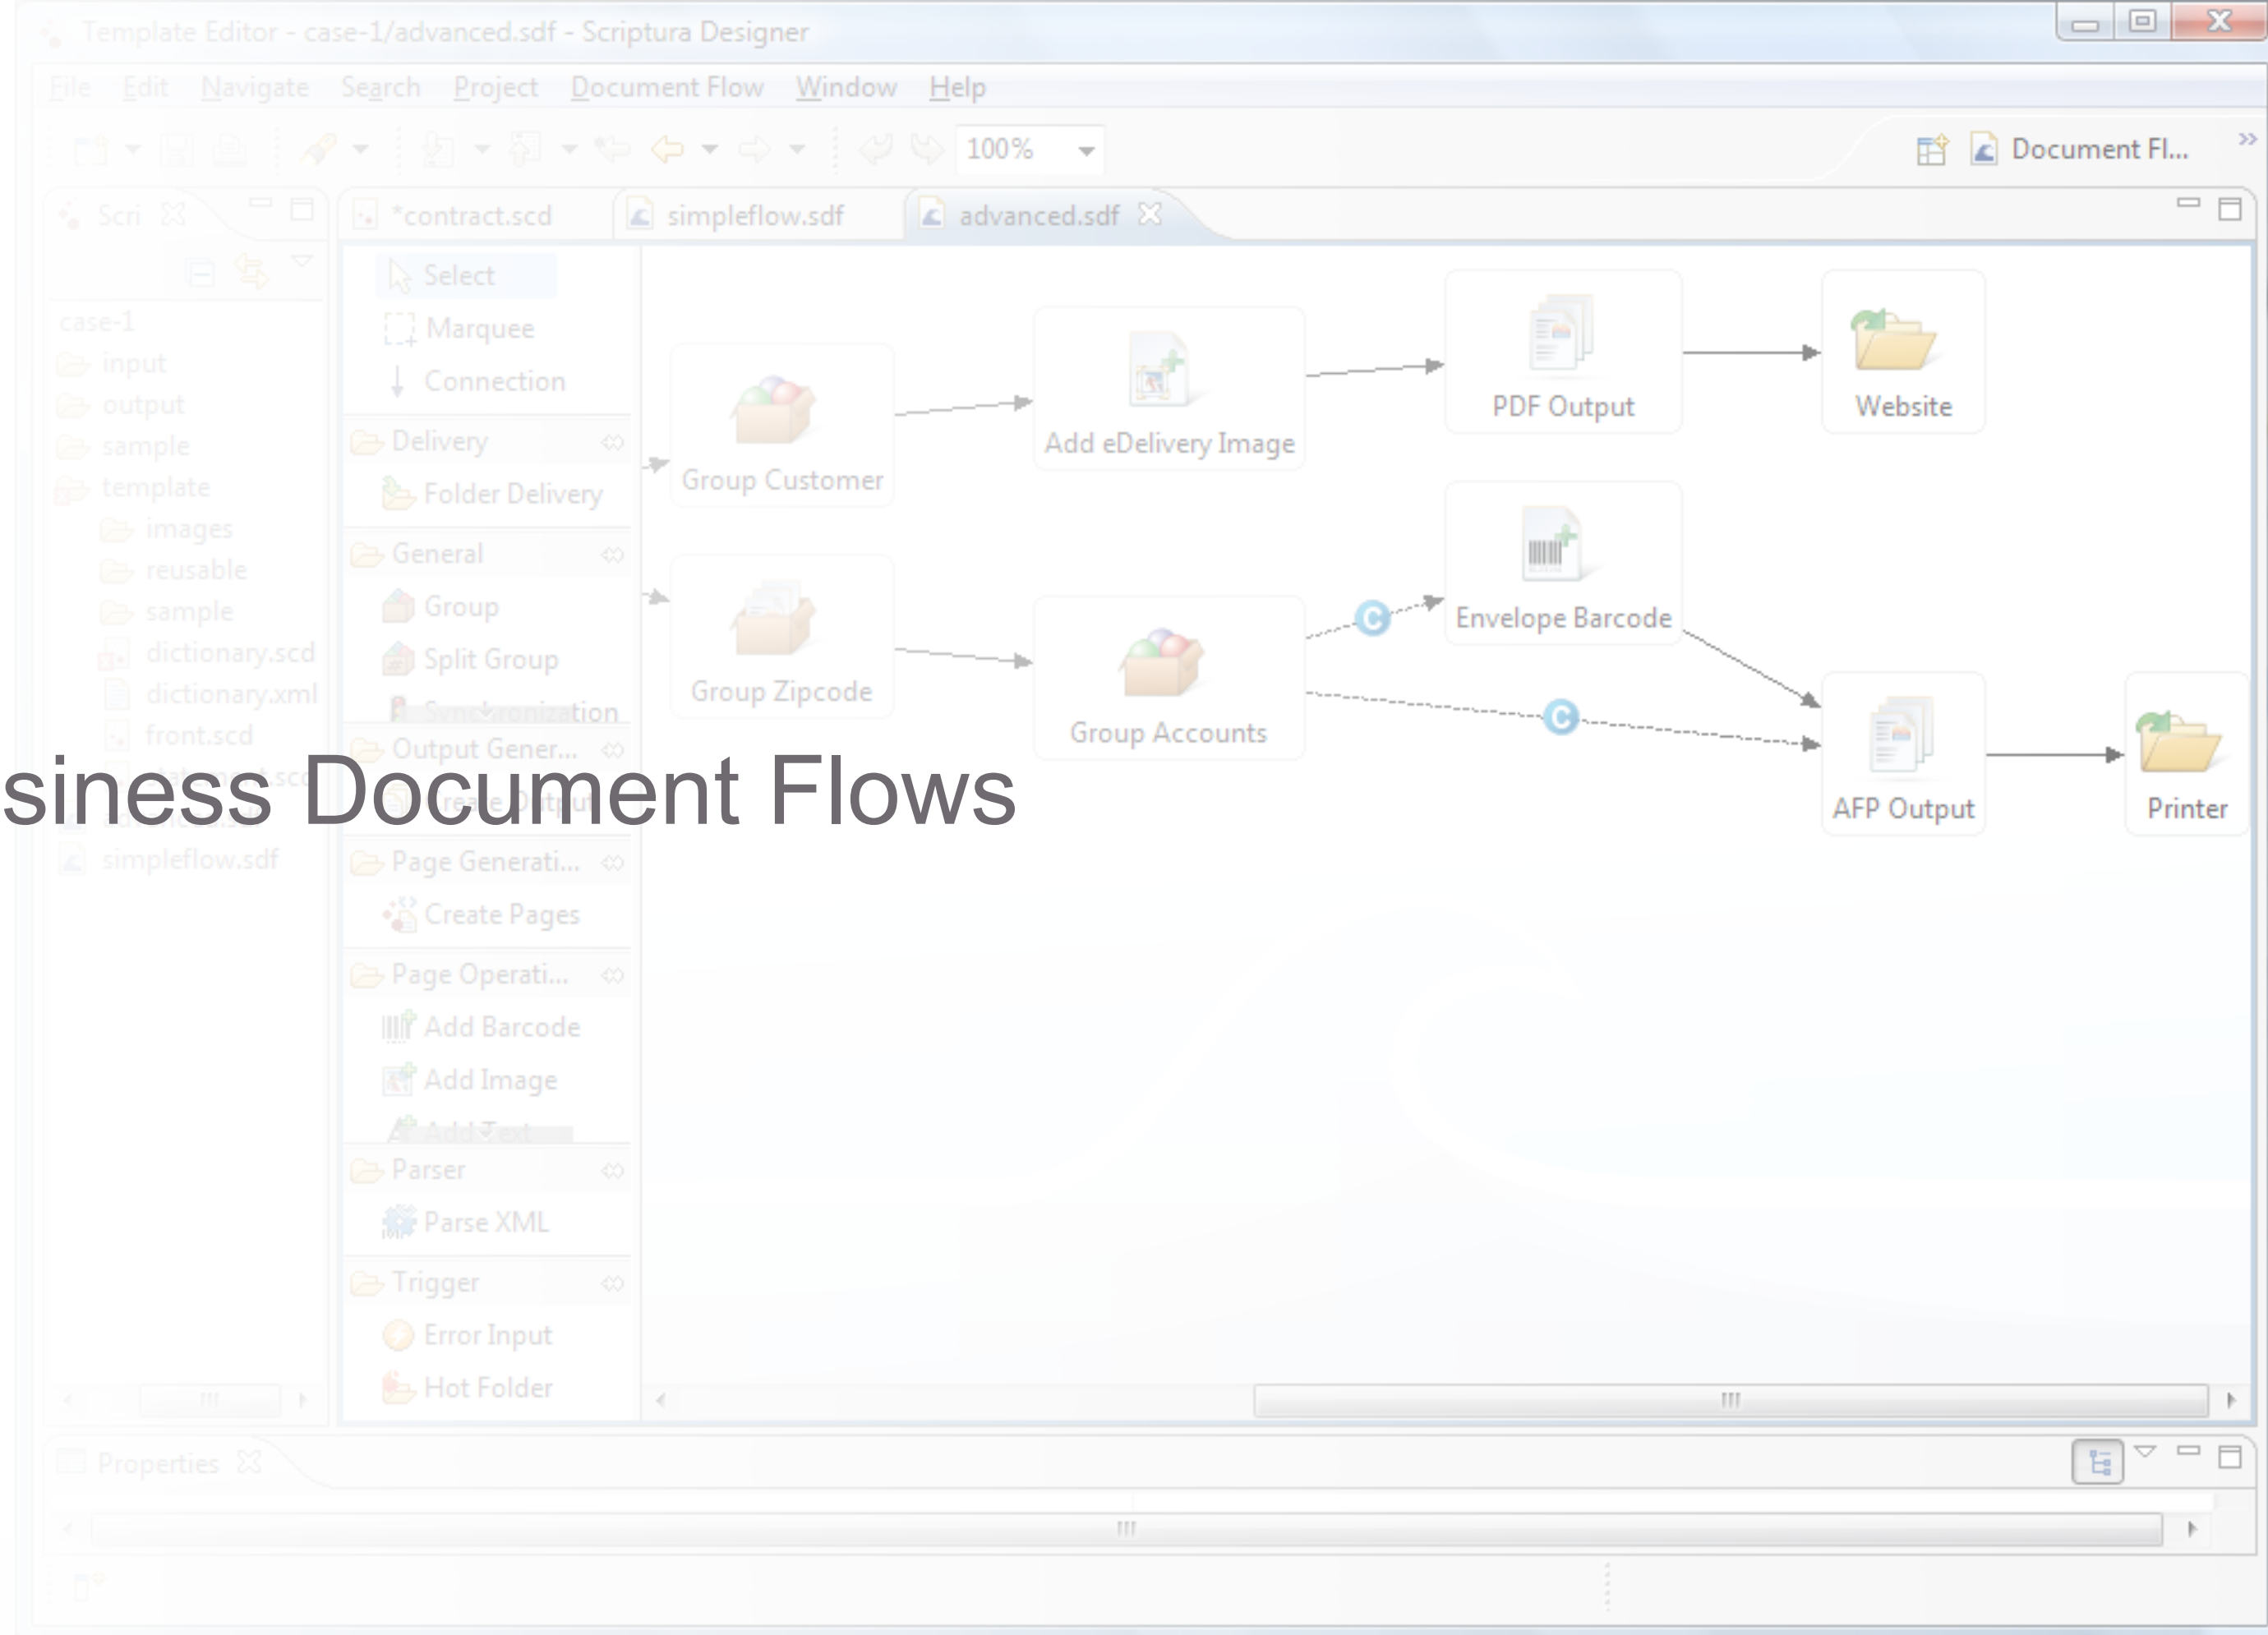 Template Editor - case-1/advanced.sdf - Scriptura Designer
File Edit Navigate Search Project Document Flow Window Help
100%
Document Fl...
Scri
*contract.scd
simpleflow.sdf
advanced.sdf
case-1
input
output
sample
template
images
reusable
sample
dictionary.scd
dictionary.xml
front.scd
simpleflow.sdf
Select
Marquee
Connection
Delivery
Folder Delivery
General
Group
Split Group
Synchronization
Output Gener...
Create Output
Page Generati...
Create Pages
Page Operati...
Add Barcode
Add Image
Add Text
Parser
Parse XML
Trigger
Error Input
Hot Folder
Group Customer
Add eDelivery Image
PDF Output
Website
Group Zipcode
Group Accounts
C
C
Envelope Barcode
AFP Output
Printer
siness Document Flows
Properties